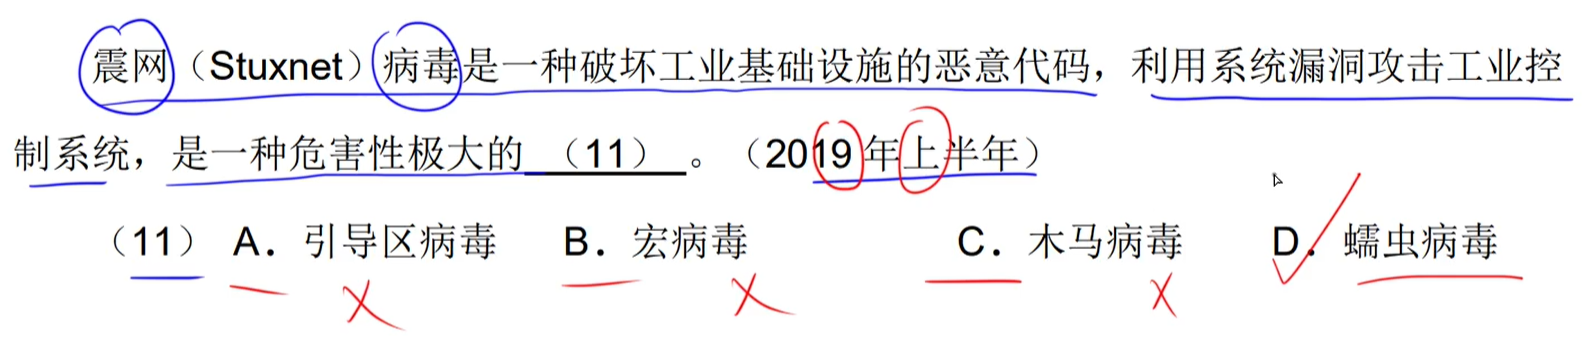 震网（Stuxnet）病毒是一种破坏工业基础设施的恶意代码，利用系统漏洞攻击工业控
制系统，是一种危害性极大的 （11） 。（2019年上半年）
（11） A．引导区病毒 B．宏病毒 C．木马病毒 D．蠕虫病毒